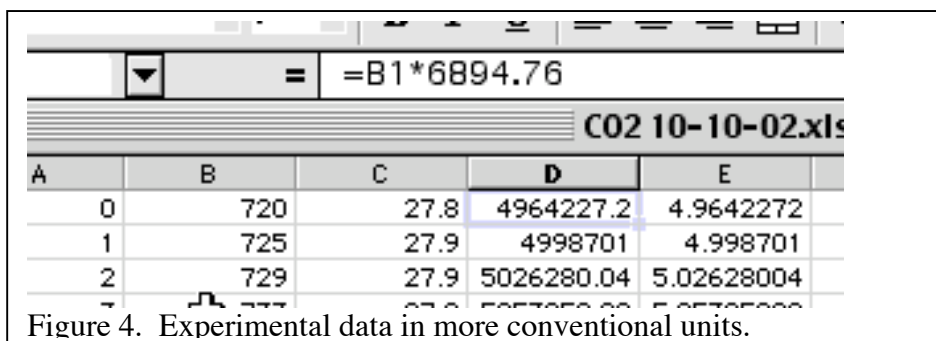 = =B1*6894.76
CO2 10-10-02.xls
A B C D E
0 720 27.8 4964227.2 4.9642272
1 725 27.9 4998701 4.998701
2 729 27.9 5026280.04 5.02628004
Figure 4. Experimental data in more conventional units.